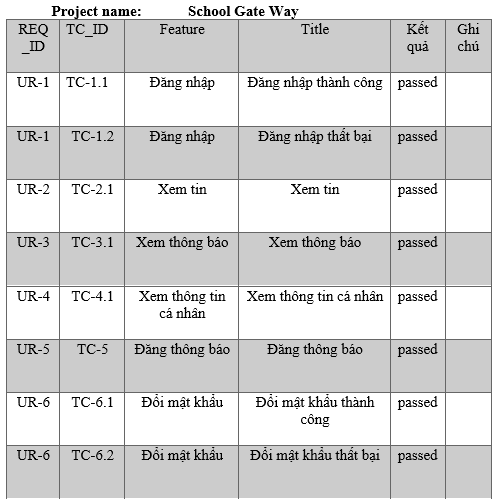 Project name: School Gate Way
REQ_ID TC_ID Feature Title Kết quả Ghi chú
UR-1 TC-1.1 Đăng nhập Đăng nhập thành công passed
UR-1 TC-1.2 Đăng nhập Đăng nhập thất bại passed
UR-2 TC-2.1 Xem tin Xem tin passed
UR-3 TC-3.1 Xem thông báo Xem thông báo passed
UR-4 TC-4.1 Xem thông tin cá nhân Xem thông tin cá nhân passed
UR-5 TC-5 Đăng thông báo Đăng thông báo passed
UR-6 TC-6.1 Đổi mật khẩu Đổi mật khẩu thành công passed
UR-6 TC-6.2 Đổi mật khẩu Đổi mật khẩu thất bại passed